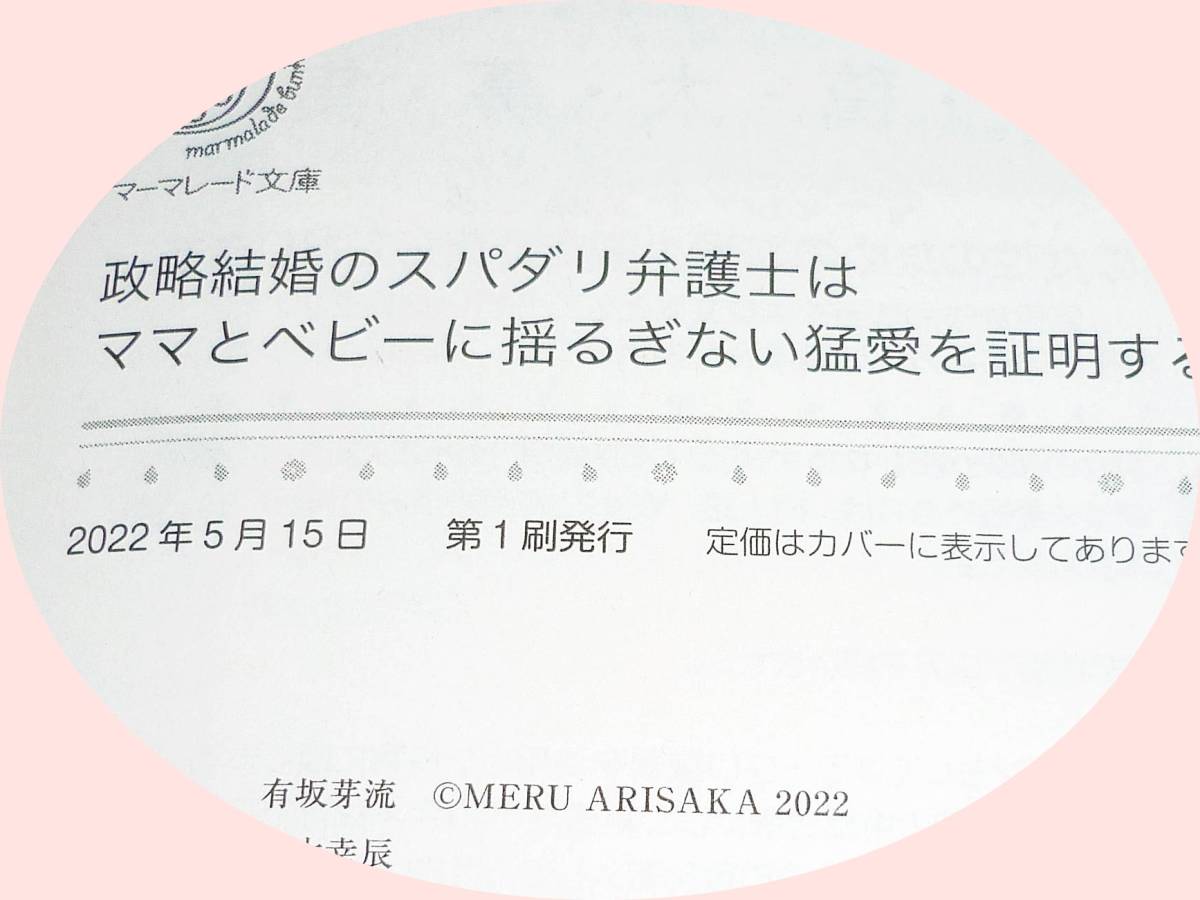 marmalade
マーマレード文庫
政略結婚のスパダリ弁護士は
ママとベビーに揺るぎない猛愛を証明する
2022年5月15日　第1刷発行　定価はカバーに表示してあります
有坂芽流　©MERU ARISAKA 2022
幸辰